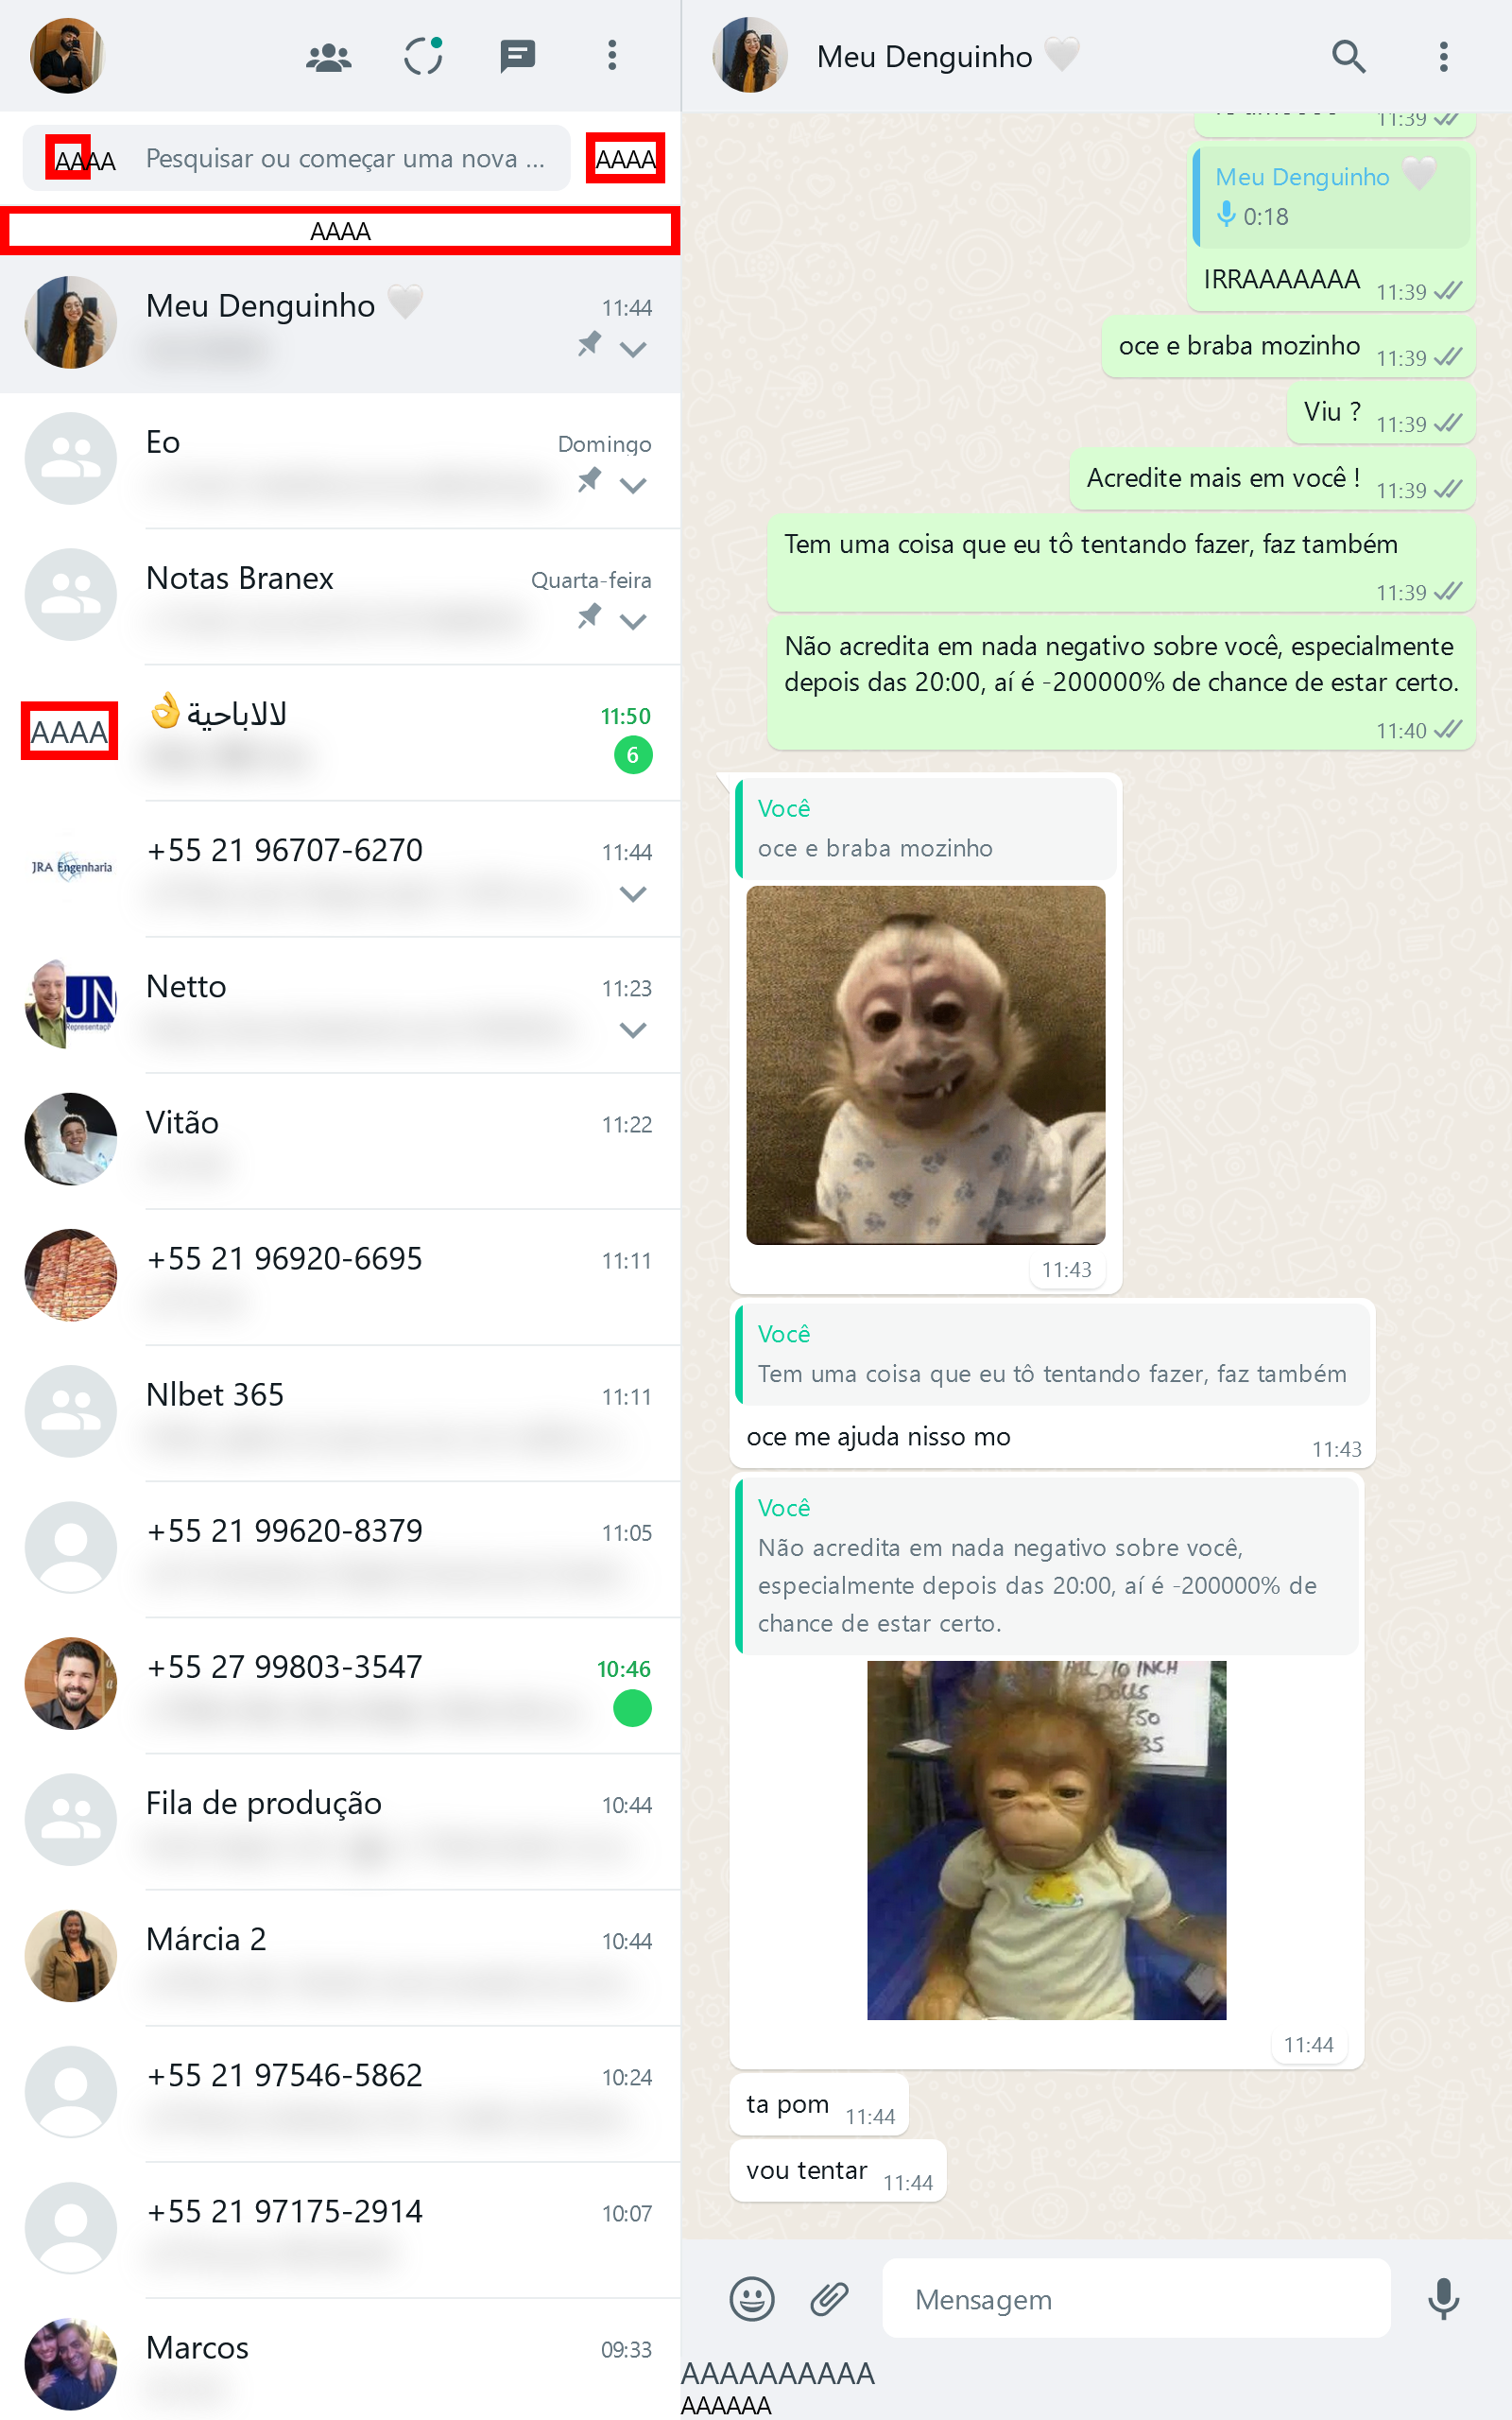 Pesquisar ou começar uma nova ...
AAAA
AAAA
AAAA
Meu Denguinho 🤍
11:44
Eo
Domingo
Notas Branex
Quarta-feira
AAAA
👌لالاباحية
11:50
6
JRA Engenharia
+55 21 96707-6270
11:44
JN
Representaç
Netto
11:23
Vitão
11:22
+55 21 96920-6695
11:11
Nlbet 365
11:11
+55 21 99620-8379
11:05
+55 27 99803-3547
10:46
Fila de produção
10:44
Márcia 2
10:44
+55 21 97546-5862
10:24
+55 21 97175-2914
10:07
Marcos
09:33
Meu Denguinho 🤍
11:39
Meu Denguinho 🤍
0:18
IRRAAAAAAA
11:39
oce e braba mozinho
11:39
Viu ?
11:39
Acredite mais em você !
11:39
Tem uma coisa que eu tô tentando fazer, faz também
11:39
Não acredita em nada negativo sobre você, especialmente
depois das 20:00, aí é -200000% de chance de estar certo.
11:40
Você
oce e braba mozinho
11:43
Você
Tem uma coisa que eu tô tentando fazer, faz também
oce me ajuda nisso mo
11:43
Você
Não acredita em nada negativo sobre você,
especialmente depois das 20:00, aí é -200000% de
chance de estar certo.
10 INCH
DOLLS
50
35
11:44
ta pom
11:44
vou tentar
11:44
Mensagem
AAAAAAAAAA
AAAAAA